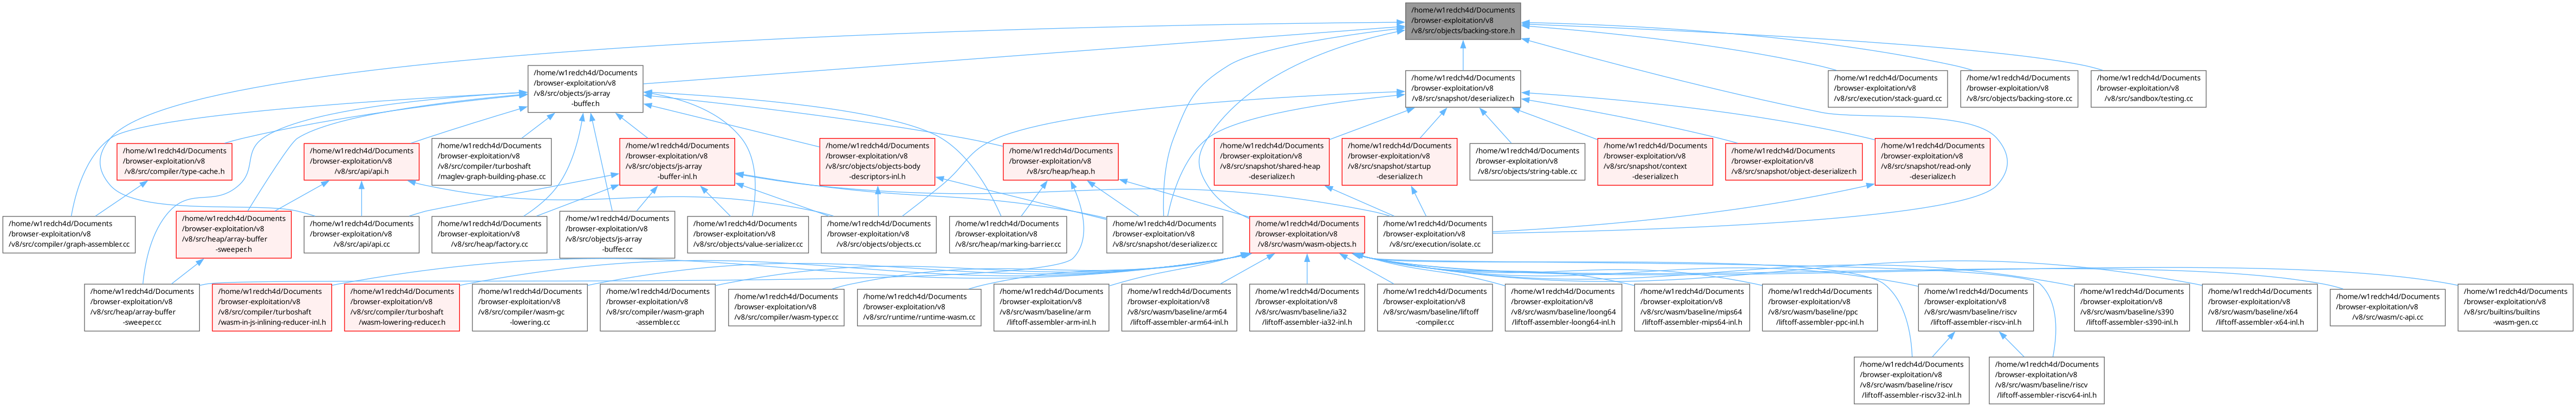 /home/w1redch4d/Documents
/browser-exploitation/v8
/v8/src/objects/backing-store.h
/home/w1redch4d/Documents
/browser-exploitation/v8
/v8/src/objects/js-array
-buffer.h
/home/w1redch4d/Documents
/browser-exploitation/v8
/v8/src/snapshot/deserializer.h
/home/w1redch4d/Documents
/browser-exploitation/v8
/v8/src/execution/stack-guard.cc
/home/w1redch4d/Documents
/browser-exploitation/v8
/v8/src/objects/backing-store.cc
/home/w1redch4d/Documents
/browser-exploitation/v8
/v8/src/sandbox/testing.cc
/home/w1redch4d/Documents
/browser-exploitation/v8
/v8/src/compiler/type-cache.h
/home/w1redch4d/Documents
/browser-exploitation/v8
/v8/src/api/api.h
/home/w1redch4d/Documents
/browser-exploitation/v8
/v8/src/compiler/turboshaft
/maglev-graph-building-phase.cc
/home/w1redch4d/Documents
/browser-exploitation/v8
/v8/src/objects/js-array
-buffer-inl.h
/home/w1redch4d/Documents
/browser-exploitation/v8
/v8/src/objects/objects-body
-descriptors-inl.h
/home/w1redch4d/Documents
/browser-exploitation/v8
/v8/src/heap/heap.h
/home/w1redch4d/Documents
/browser-exploitation/v8
/v8/src/snapshot/shared-heap
-deserializer.h
/home/w1redch4d/Documents
/browser-exploitation/v8
/v8/src/snapshot/startup
-deserializer.h
/home/w1redch4d/Documents
/browser-exploitation/v8
/v8/src/objects/string-table.cc
/home/w1redch4d/Documents
/browser-exploitation/v8
/v8/src/snapshot/context
-deserializer.h
/home/w1redch4d/Documents
/browser-exploitation/v8
/v8/src/snapshot/object-deserializer.h
/home/w1redch4d/Documents
/browser-exploitation/v8
/v8/src/snapshot/read-only
-deserializer.h
/home/w1redch4d/Documents
/browser-exploitation/v8
/v8/src/compiler/graph-assembler.cc
/home/w1redch4d/Documents
/browser-exploitation/v8
/v8/src/heap/array-buffer
-sweeper.h
/home/w1redch4d/Documents
/browser-exploitation/v8
/v8/src/api/api.cc
/home/w1redch4d/Documents
/browser-exploitation/v8
/v8/src/heap/factory.cc
/home/w1redch4d/Documents
/browser-exploitation/v8
/v8/src/objects/js-array
-buffer.cc
/home/w1redch4d/Documents
/browser-exploitation/v8
/v8/src/objects/value-serializer.cc
/home/w1redch4d/Documents
/browser-exploitation/v8
/v8/src/objects/objects.cc
/home/w1redch4d/Documents
/browser-exploitation/v8
/v8/src/heap/marking-barrier.cc
/home/w1redch4d/Documents
/browser-exploitation/v8
/v8/src/snapshot/deserializer.cc
/home/w1redch4d/Documents
/browser-exploitation/v8
/v8/src/wasm/wasm-objects.h
/home/w1redch4d/Documents
/browser-exploitation/v8
/v8/src/execution/isolate.cc
/home/w1redch4d/Documents
/browser-exploitation/v8
/v8/src/heap/array-buffer
-sweeper.cc
/home/w1redch4d/Documents
/browser-exploitation/v8
/v8/src/compiler/turboshaft
/wasm-in-js-inlining-reducer-inl.h
/home/w1redch4d/Documents
/browser-exploitation/v8
/v8/src/compiler/turboshaft
/wasm-lowering-reducer.h
/home/w1redch4d/Documents
/browser-exploitation/v8
/v8/src/compiler/wasm-gc
-lowering.cc
/home/w1redch4d/Documents
/browser-exploitation/v8
/v8/src/compiler/wasm-graph
-assembler.cc
/home/w1redch4d/Documents
/browser-exploitation/v8
/v8/src/compiler/wasm-typer.cc
/home/w1redch4d/Documents
/browser-exploitation/v8
/v8/src/runtime/runtime-wasm.cc
/home/w1redch4d/Documents
/browser-exploitation/v8
/v8/src/wasm/baseline/arm
/liftoff-assembler-arm-inl.h
/home/w1redch4d/Documents
/browser-exploitation/v8
/v8/src/wasm/baseline/arm64
/liftoff-assembler-arm64-inl.h
/home/w1redch4d/Documents
/browser-exploitation/v8
/v8/src/wasm/baseline/ia32
/liftoff-assembler-ia32-inl.h
/home/w1redch4d/Documents
/browser-exploitation/v8
/v8/src/wasm/baseline/liftoff
-compiler.cc
/home/w1redch4d/Documents
/browser-exploitation/v8
/v8/src/wasm/baseline/loong64
/liftoff-assembler-loong64-inl.h
/home/w1redch4d/Documents
/browser-exploitation/v8
/v8/src/wasm/baseline/mips64
/liftoff-assembler-mips64-inl.h
/home/w1redch4d/Documents
/browser-exploitation/v8
/v8/src/wasm/baseline/ppc
/liftoff-assembler-ppc-inl.h
/home/w1redch4d/Documents
/browser-exploitation/v8
/v8/src/wasm/baseline/riscv
/liftoff-assembler-riscv-inl.h
/home/w1redch4d/Documents
/browser-exploitation/v8
/v8/src/wasm/baseline/s390
/liftoff-assembler-s390-inl.h
/home/w1redch4d/Documents
/browser-exploitation/v8
/v8/src/wasm/baseline/x64
/liftoff-assembler-x64-inl.h
/home/w1redch4d/Documents
/browser-exploitation/v8
/v8/src/wasm/c-api.cc
/home/w1redch4d/Documents
/browser-exploitation/v8
/v8/src/builtins/builtins
-wasm-gen.cc
/home/w1redch4d/Documents
/browser-exploitation/v8
/v8/src/wasm/baseline/riscv
/liftoff-assembler-riscv32-inl.h
/home/w1redch4d/Documents
/browser-exploitation/v8
/v8/src/wasm/baseline/riscv
/liftoff-assembler-riscv64-inl.h